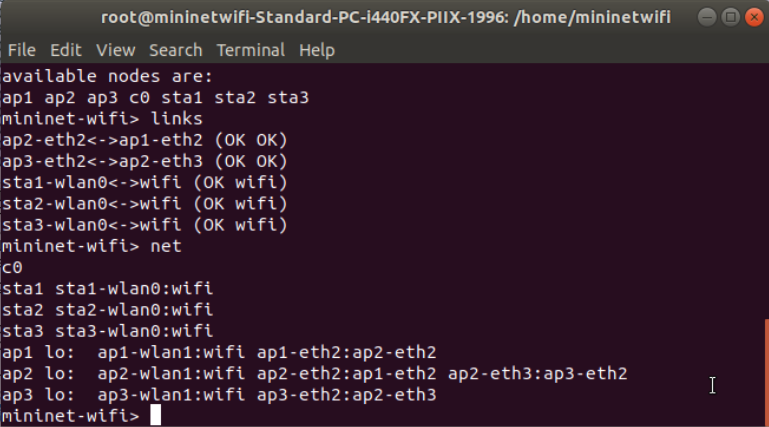 root@mininetwifi-Standard-PC-i440FX-PIIX-1996: /home/mininetwifi
File Edit View Search Terminal Help
available nodes are:
ap1 ap2 ap3 c0 sta1 sta2 sta3
mininet-wifi> links
ap2-eth2<->ap1-eth2 (OK OK)
ap3-eth2<->ap2-eth3 (OK OK)
sta1-wlan0<->wifi (OK wifi)
sta2-wlan0<->wifi (OK wifi)
sta3-wlan0<->wifi (OK wifi)
mininet-wifi> net
c0
sta1 sta1-wlan0:wifi
sta2 sta2-wlan0:wifi
sta3 sta3-wlan0:wifi
ap1 lo:  ap1-wlan1:wifi ap1-eth2:ap2-eth2
ap2 lo:  ap2-wlan1:wifi ap2-eth2:ap1-eth2 ap2-eth3:ap3-eth2
ap3 lo:  ap3-wlan1:wifi ap3-eth2:ap2-eth3
mininet-wifi>